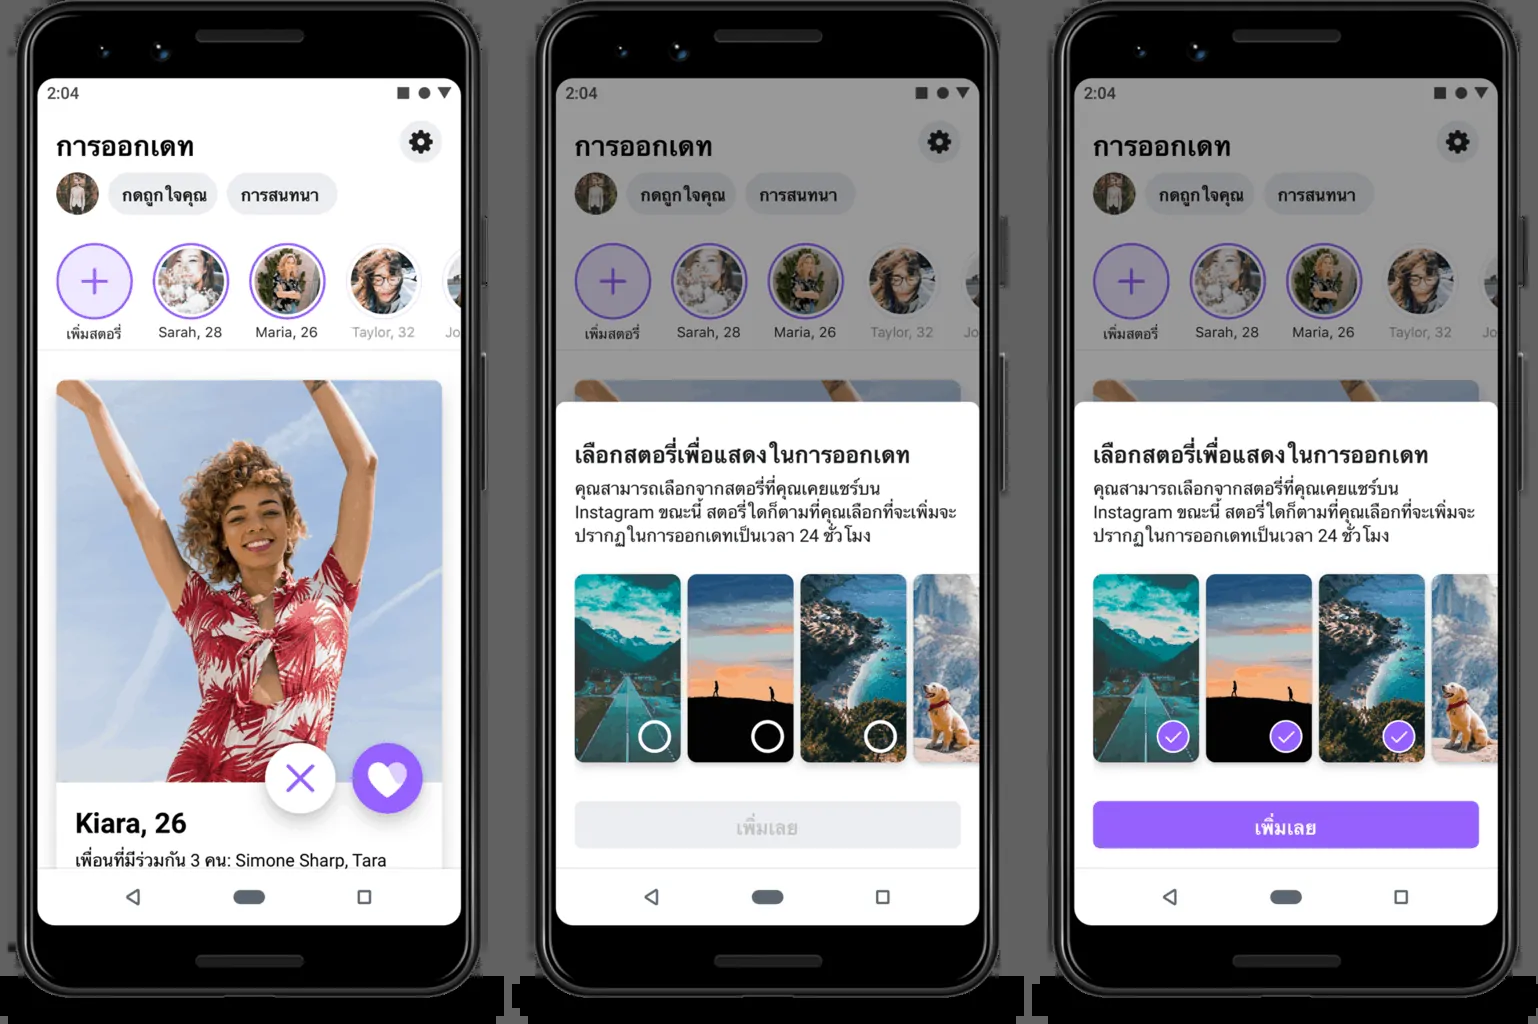 2:04
การออกเดท
กดถูกใจคุณ
การสนทนา
เพิ่มสตอรี่
Sarah, 28
Maria, 26
Taylor, 32
Jo
Kiara, 26
เพื่อนที่มีร่วมกัน 3 คน: Simone Sharp, Tara
2:04
การออกเดท
กดถูกใจคุณ
การสนทนา
เพิ่มสตอรี่
Sarah, 28
Maria, 26
Taylor, 32
Jo
เลือกสตอรี่เพื่อแสดงในการออกเดท
คุณสามารถเลือกจากสตอรี่ที่คุณเคยแชร์บน
Instagram ขณะนี้ สตอรี่ใดก็ตามที่คุณเลือกที่จะเพิ่มจะ
ปรากฏในการออกเดทเป็นเวลา 24 ชั่วโมง
เพิ่มเลย
2:04
การออกเดท
กดถูกใจคุณ
การสนทนา
เพิ่มสตอรี่
Sarah, 28
Maria, 26
Taylor, 32
Jo
เลือกสตอรี่เพื่อแสดงในการออกเดท
คุณสามารถเลือกจากสตอรี่ที่คุณเคยแชร์บน
Instagram ขณะนี้ สตอรี่ใดก็ตามที่คุณเลือกที่จะเพิ่มจะ
ปรากฏในการออกเดทเป็นเวลา 24 ชั่วโมง
เพิ่มเลย